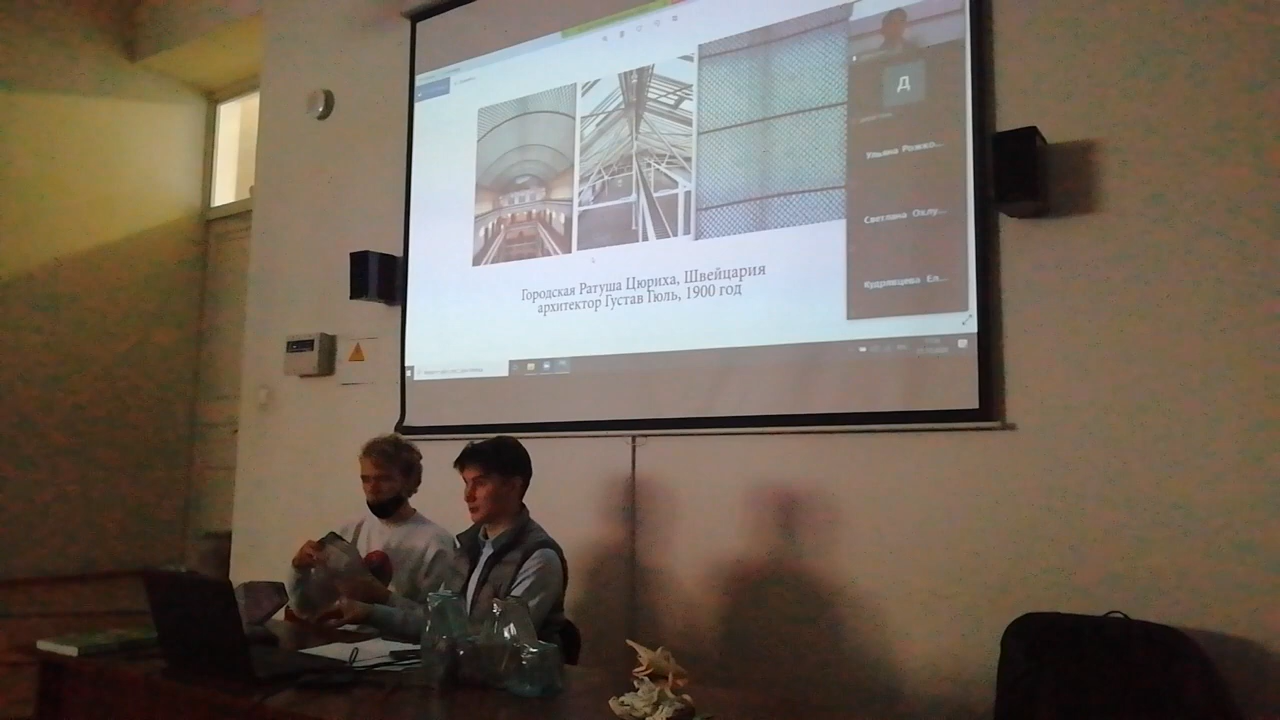 Д
Ульяна Рожко...
Светлана Охлу...
Кудрявцева Ел...
Городская Ратуша Цюриха, Швейцария
архитектор Густав Гюль, 1900 год